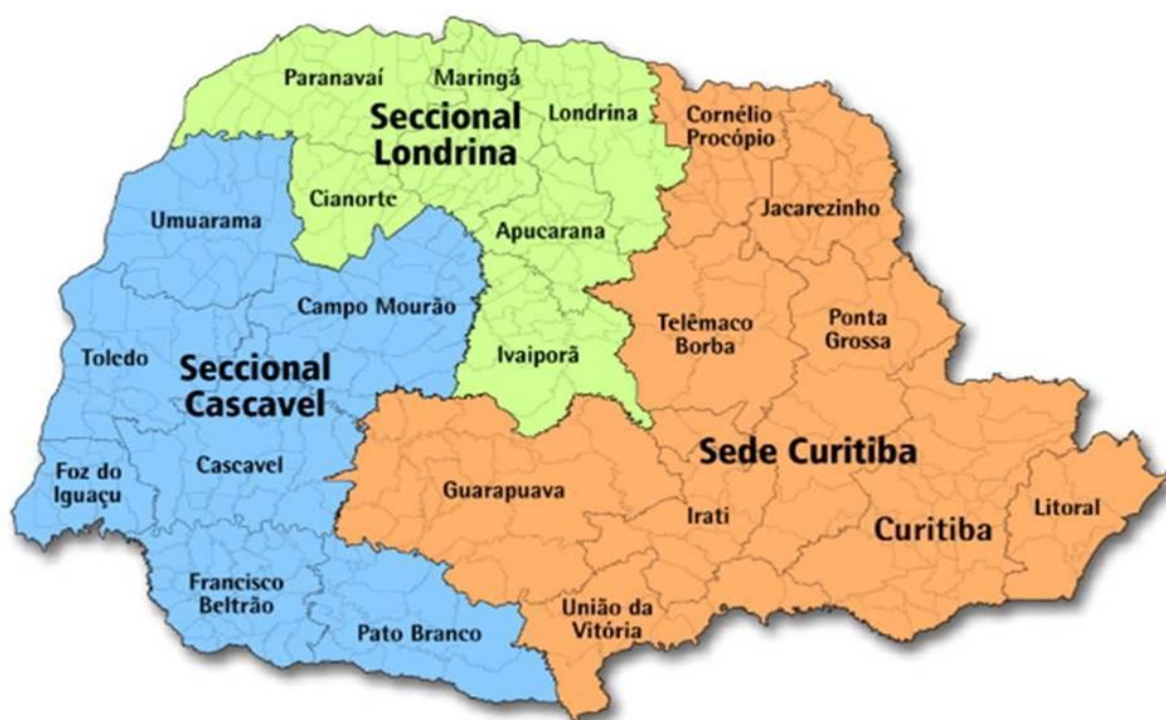 Paranavaí
Maringá
Londrina
Seccional
Londrina
Cornélio
Procópio
Cianorte
Umuarama
Apucarana
Jacarezinho
Campo Mourão
Telêmaco
Borba
Ponta
Grossa
Toledo
Seccional
Cascavel
Ivaiporã
Sede Curitiba
Foz do
Iguaçu
Cascavel
Guarapuava
Irati
Curitiba
Litoral
Francisco
Beltrão
Pato Branco
União da
Vitória